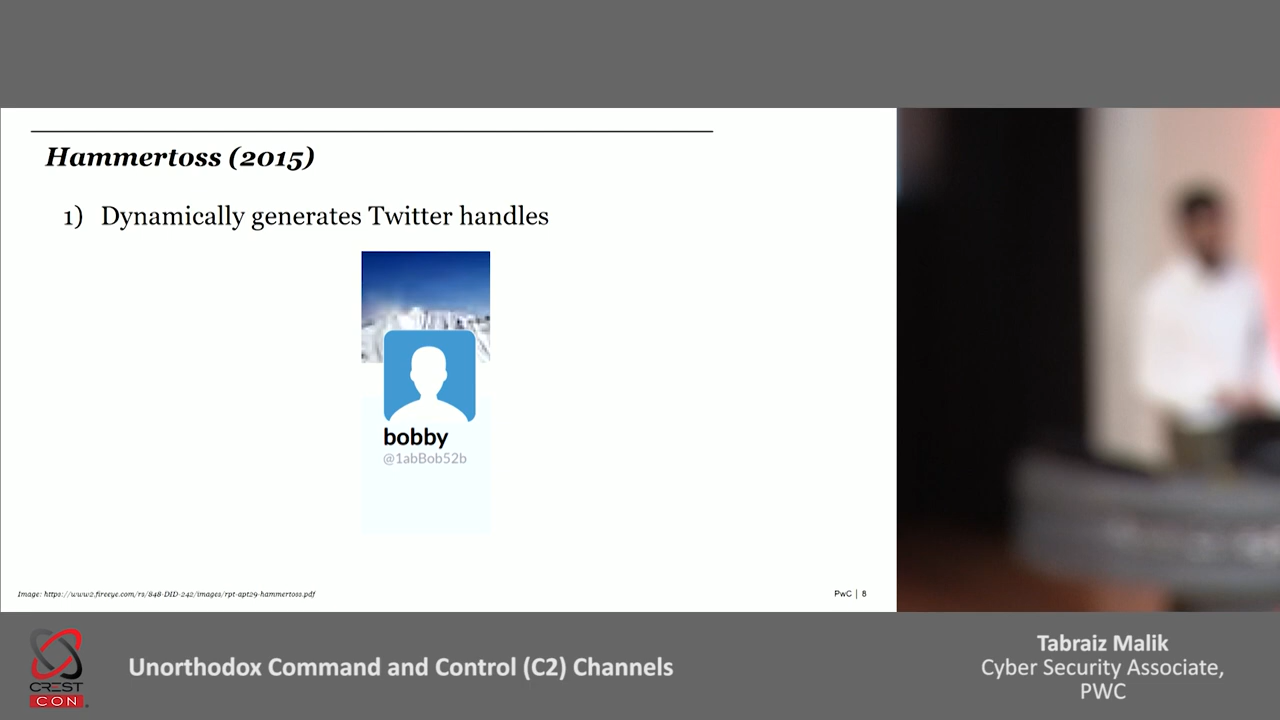 Hammertoss (2015)
1) Dynamically generates Twitter handles
bobby
@1abBob52b
Image: https://www2.fireeye.com/rs/848-DID-242/images/rpt-apt29-hammertoss.pdf
PwC | 8
CREST
CON
Unorthodox Command and Control (C2) Channels
Tabraiz Malik
Cyber Security Associate,
PWC